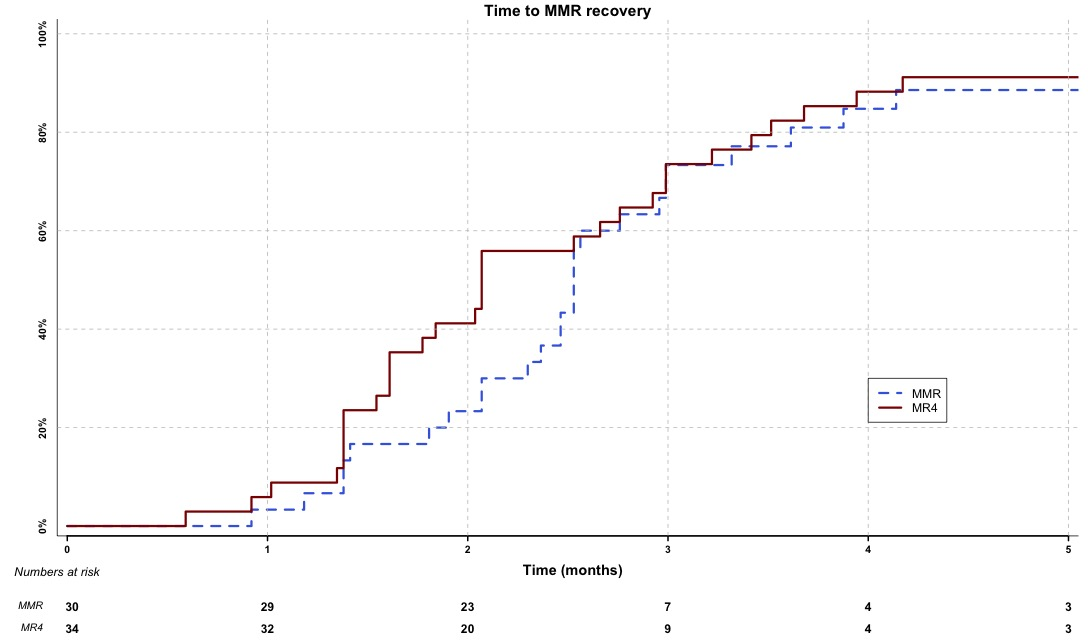 Time to MMR recovery
100%
80%
60%
40%
20%
0%
MMR
MR4
0 1 2 3 4 5
Time (months)
Numbers at risk
MMR 30 29 23 7 4 3
MR4 34 32 20 9 4 3